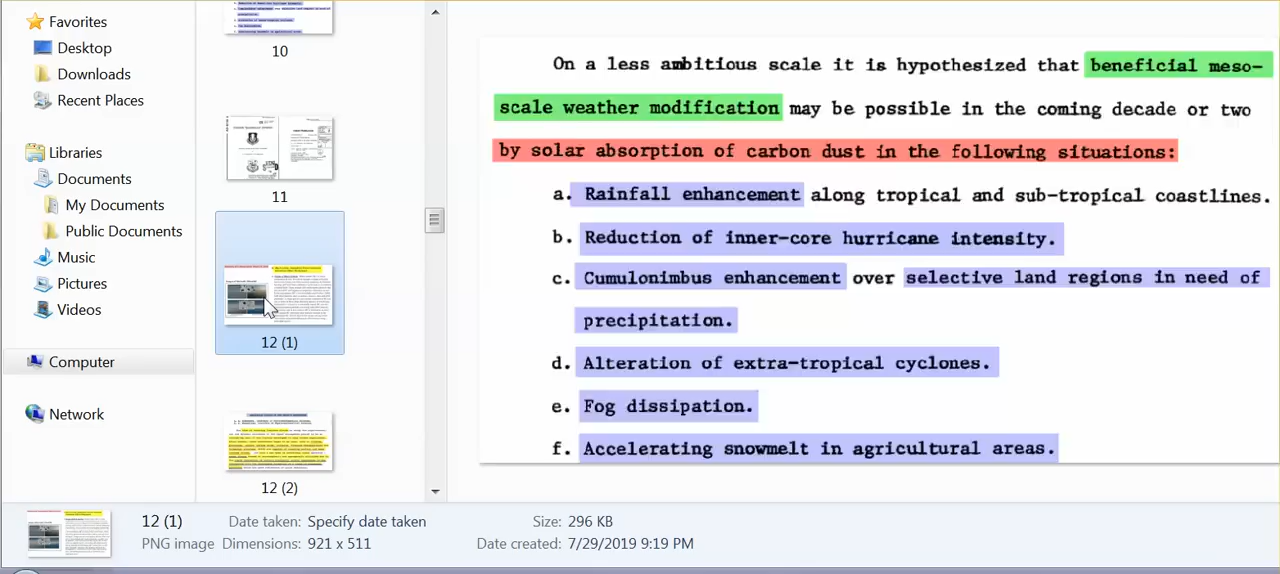 Favorites
Desktop
Downloads
Recent Places
Libraries
Documents
My Documents
Public Documents
Music
Pictures
Videos
Computer
Network
10
11
12 (1)
12 (2)
On a less ambitious scale it is hypothesized that beneficial meso-
scale weather modification may be possible in the coming decade or two
by solar absorption of carbon dust in the following situations:
a. Rainfall enhancement along tropical and sub-tropical coastlines.
b. Reduction of inner-core hurricane intensity.
c. Cumulonimbus enhancement over selective land regions in need of
precipitation.
d. Alteration of extra-tropical cyclones.
e. Fog dissipation.
f. Accelerating snowmelt in agricultural areas.
12 (1) Date taken: Specify date taken Size: 296 KB
PNG image Dimensions: 921 x 511 Date created: 7/29/2019 9:19 PM